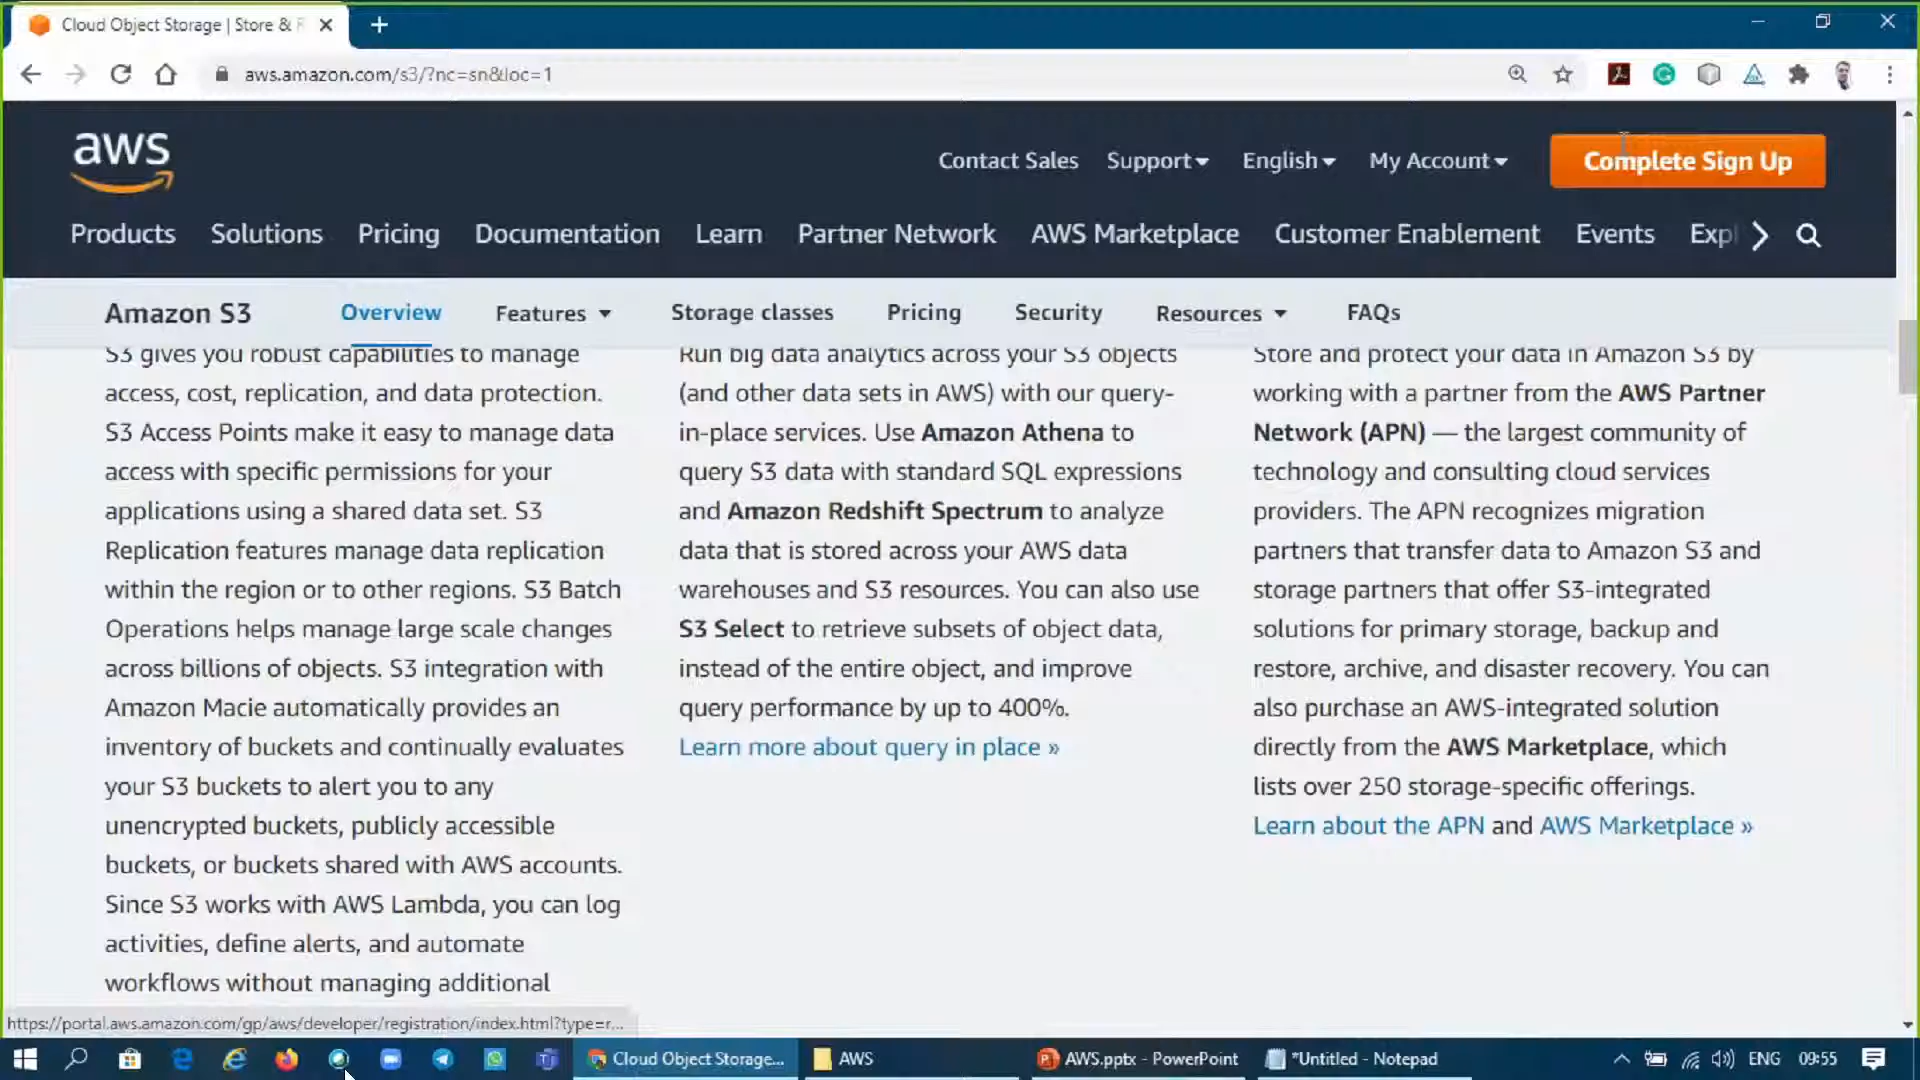 Cloud Object Storage | Store &
aws.amazon.com/s3/?nc=sn&loc=1
aws
Contact Sales
Support
English
My Account
Complete Sign Up
Products
Solutions
Pricing
Documentation
Learn
Partner Network
AWS Marketplace
Customer Enablement
Events
Expl
Amazon S3
Overview
Features
Storage classes
Pricing
Security
Resources
FAQs
S3 gives you robust capabilities to manage
access, cost, replication, and data protection.
S3 Access Points make it easy to manage data
access with specific permissions for your
applications using a shared data set. S3
Replication features manage data replication
within the region or to other regions. S3 Batch
Operations helps manage large scale changes
across billions of objects. S3 integration with
Amazon Macie automatically provides an
inventory of buckets and continually evaluates
your S3 buckets to alert you to any
unencrypted buckets, publicly accessible
buckets, or buckets shared with AWS accounts.
Since S3 works with AWS Lambda, you can log
activities, define alerts, and automate
workflows without managing additional
Run big data analytics across your S3 objects
(and other data sets in AWS) with our query-
in-place services. Use Amazon Athena to
query S3 data with standard SQL expressions
and Amazon Redshift Spectrum to analyze
data that is stored across your AWS data
warehouses and S3 resources. You can also use
S3 Select to retrieve subsets of object data,
instead of the entire object, and improve
query performance by up to 400%.
Learn more about query in place »
Store and protect your data in Amazon S3 by
working with a partner from the AWS Partner
Network (APN) — the largest community of
technology and consulting cloud services
providers. The APN recognizes migration
partners that transfer data to Amazon S3 and
storage partners that offer S3-integrated
solutions for primary storage, backup and
restore, archive, and disaster recovery. You can
also purchase an AWS-integrated solution
directly from the AWS Marketplace, which
lists over 250 storage-specific offerings.
Learn about the APN and AWS Marketplace »
https://portal.aws.amazon.com/gp/aws/developer/registration/index.html?type=r...
Cloud Object Storage...
AWS
AWS.pptx - PowerPoint
*Untitled - Notepad
ENG
09:55